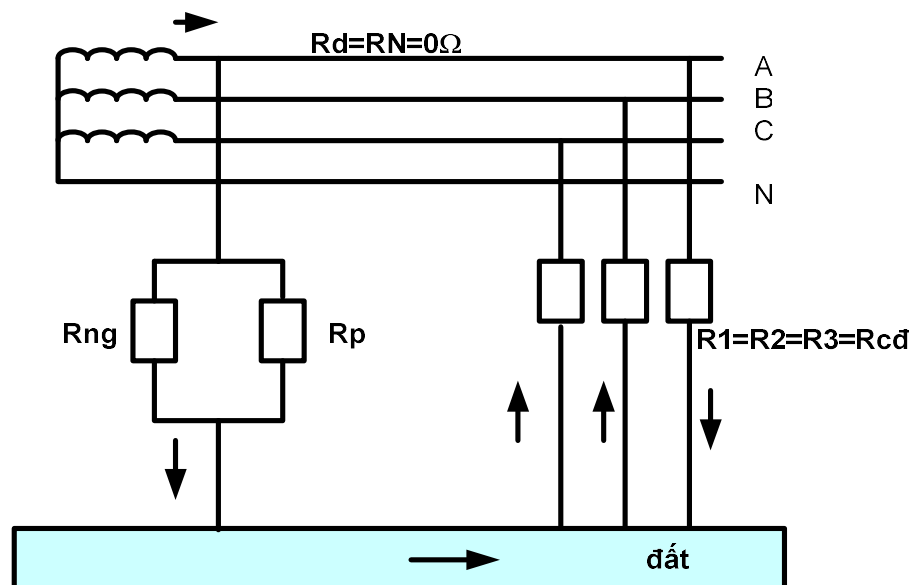 Rd=RN=0Ω
A
B
C
N
Rng
Rp
R1=R2=R3=Rcđ
đất